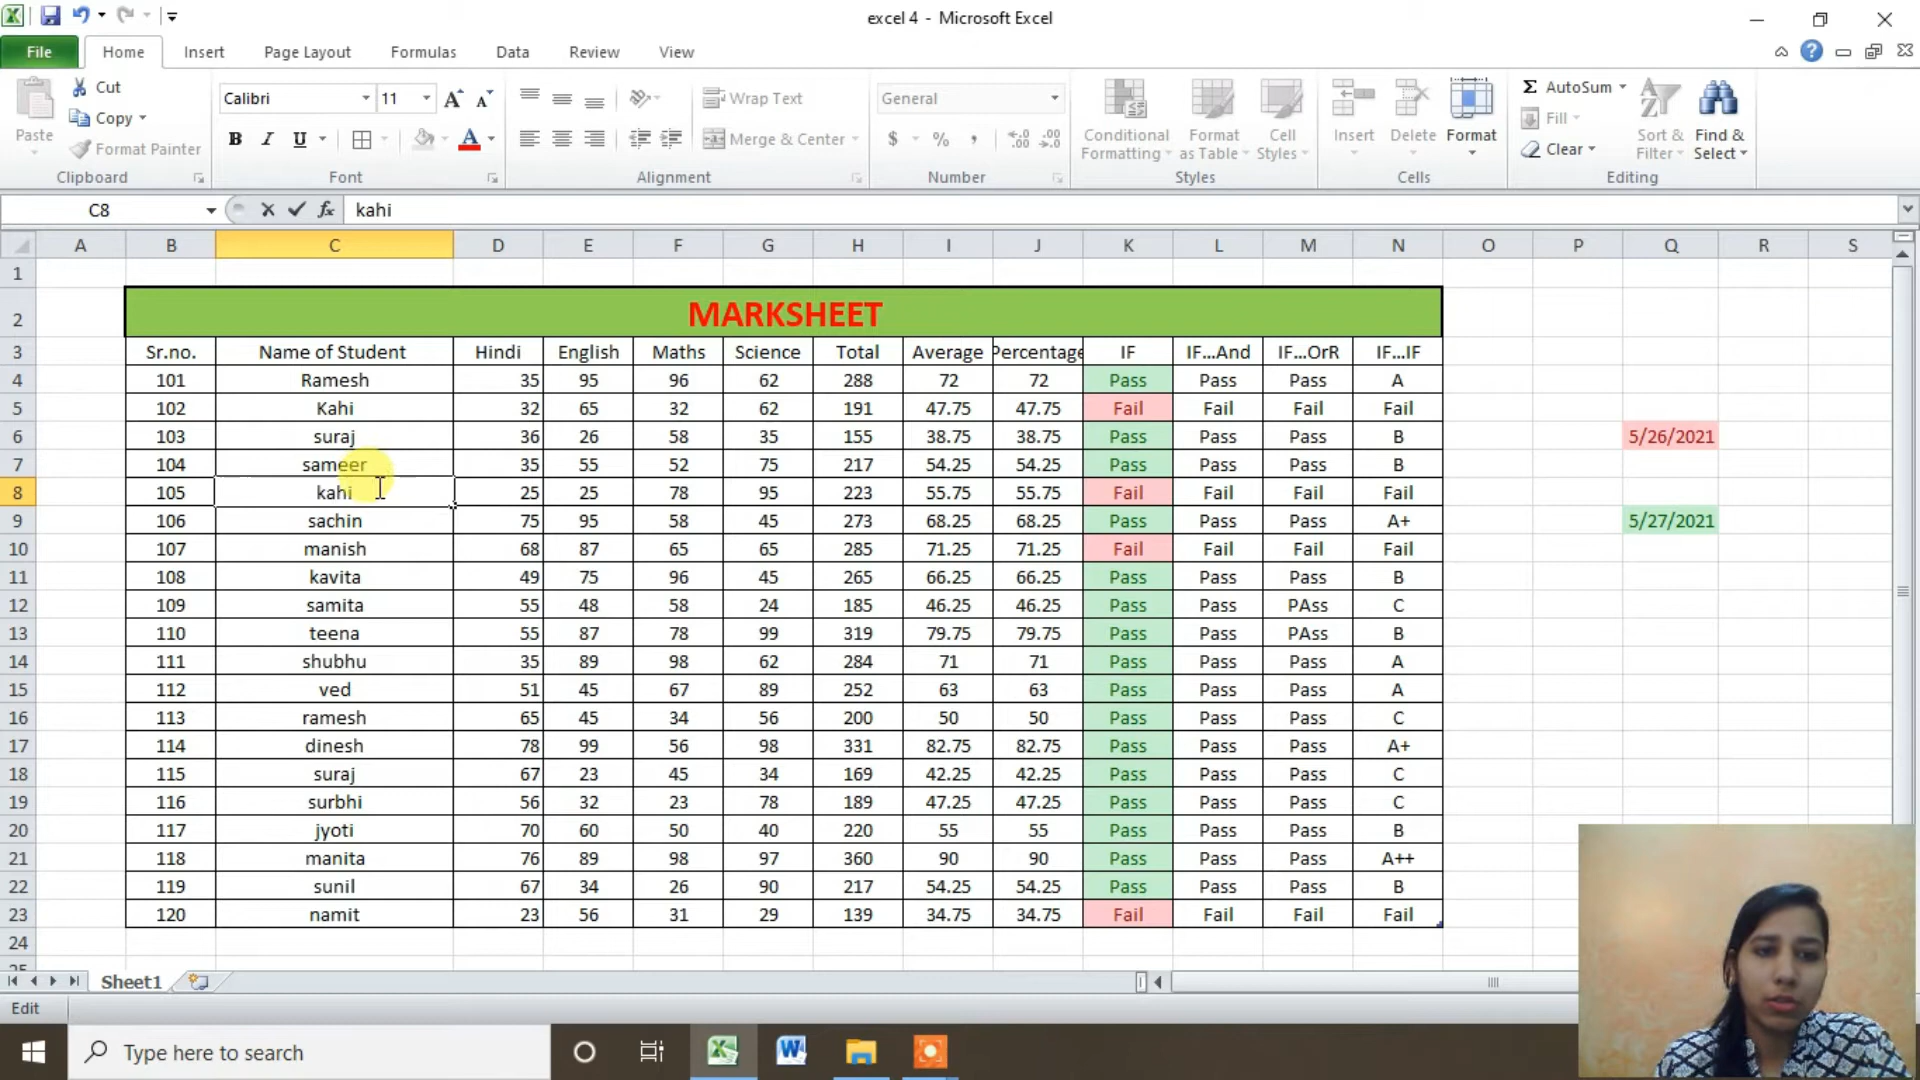 excel 4 - Microsoft Excel
File Home Insert Page Layout Formulas Data Review View
Paste
Cut
Copy
Format Painter
Clipboard
Calibri 11
B I U
Font
Wrap Text
Merge & Center
Alignment
General
$ % ,
Number
Conditional Formatting
Format as Table
Cell Styles
Styles
Insert Delete Format
Cells
AutoSum
Fill
Clear
Sort & Filter
Find & Select
Editing
C8 fx kahi
A B C D E F G H I J K L M N O P Q R S
1
2 MARKSHEET
3 Sr.no. Name of Student Hindi English Maths Science Total Average Percentage IF IF...And IF...OrR IF...IF
4 101 Ramesh 35 95 96 62 288 72 72 Pass Pass Pass A
5 102 Kahi 32 65 32 62 191 47.75 47.75 Fail Fail Fail Fail
6 103 suraj 36 26 58 35 155 38.75 38.75 Pass Pass Pass B 5/26/2021
7 104 sameer 35 55 52 75 217 54.25 54.25 Pass Pass Pass B
8 105 kahi 25 25 78 95 223 55.75 55.75 Fail Fail Fail Fail
9 106 sachin 75 95 58 45 273 68.25 68.25 Pass Pass Pass A+ 5/27/2021
10 107 manish 68 87 65 65 285 71.25 71.25 Fail Fail Fail Fail
11 108 kavita 49 75 96 45 265 66.25 66.25 Pass Pass Pass B
12 109 samita 55 48 58 24 185 46.25 46.25 Pass Pass PAss C
13 110 teena 55 87 78 99 319 79.75 79.75 Pass Pass PAss B
14 111 shubhu 35 89 98 62 284 71 71 Pass Pass Pass A
15 112 ved 51 45 67 89 252 63 63 Pass Pass Pass A
16 113 ramesh 65 45 34 56 200 50 50 Pass Pass Pass C
17 114 dinesh 78 99 56 98 331 82.75 82.75 Pass Pass Pass A+
18 115 suraj 67 23 45 34 169 42.25 42.25 Pass Pass Pass C
19 116 surbhi 56 32 23 78 189 47.25 47.25 Pass Pass Pass C
20 117 jyoti 70 60 50 40 220 55 55 Pass Pass Pass B
21 118 manita 76 89 98 97 360 90 90 Pass Pass Pass A++
22 119 sunil 67 34 26 90 217 54.25 54.25 Pass Pass Pass B
23 120 namit 23 56 31 29 139 34.75 34.75 Fail Fail Fail Fail
24
Sheet1
Edit
Type here to search